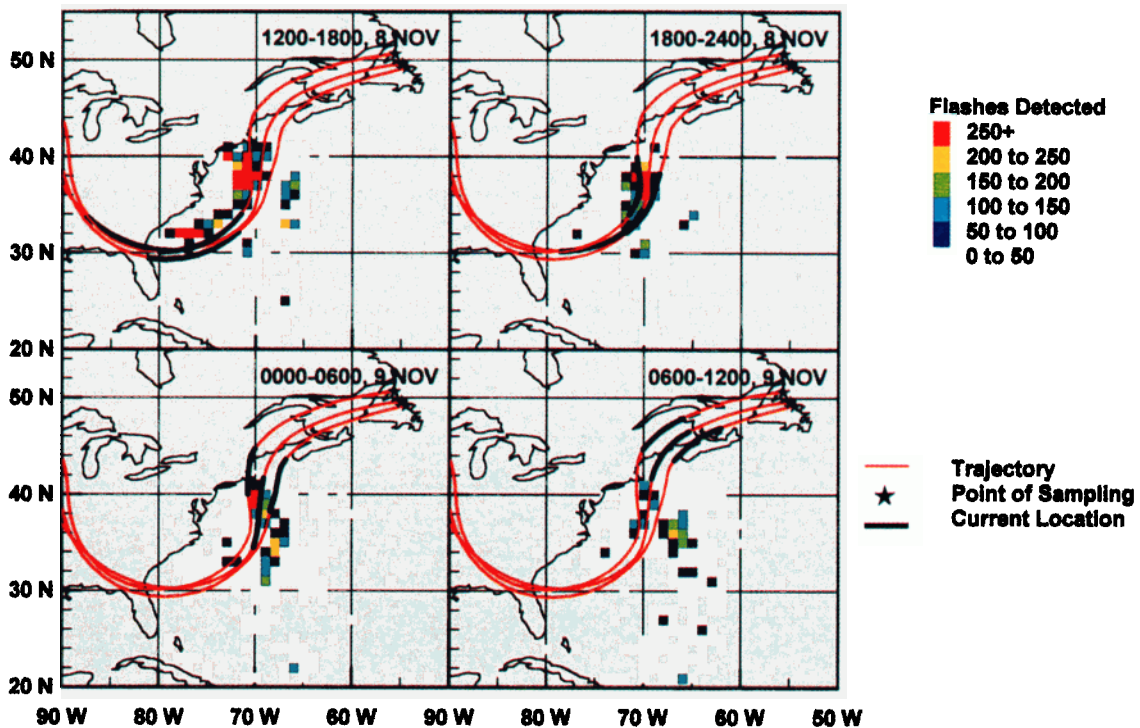 1200-1800, 8 NOV
1800-2400, 8 NOV
50 N
40 N
30 N
20 N
Flashes Detected
250+
200 to 250
150 to 200
100 to 150
50 to 100
0 to 50
0000-0600, 9 NOV
0600-1200, 9 NOV
50 N
40 N
30 N
20 N
Trajectory
Point of Sampling
Current Location
90 W 80 W 70 W 60 W 90 W 80 W 70 W 60 W 50 W